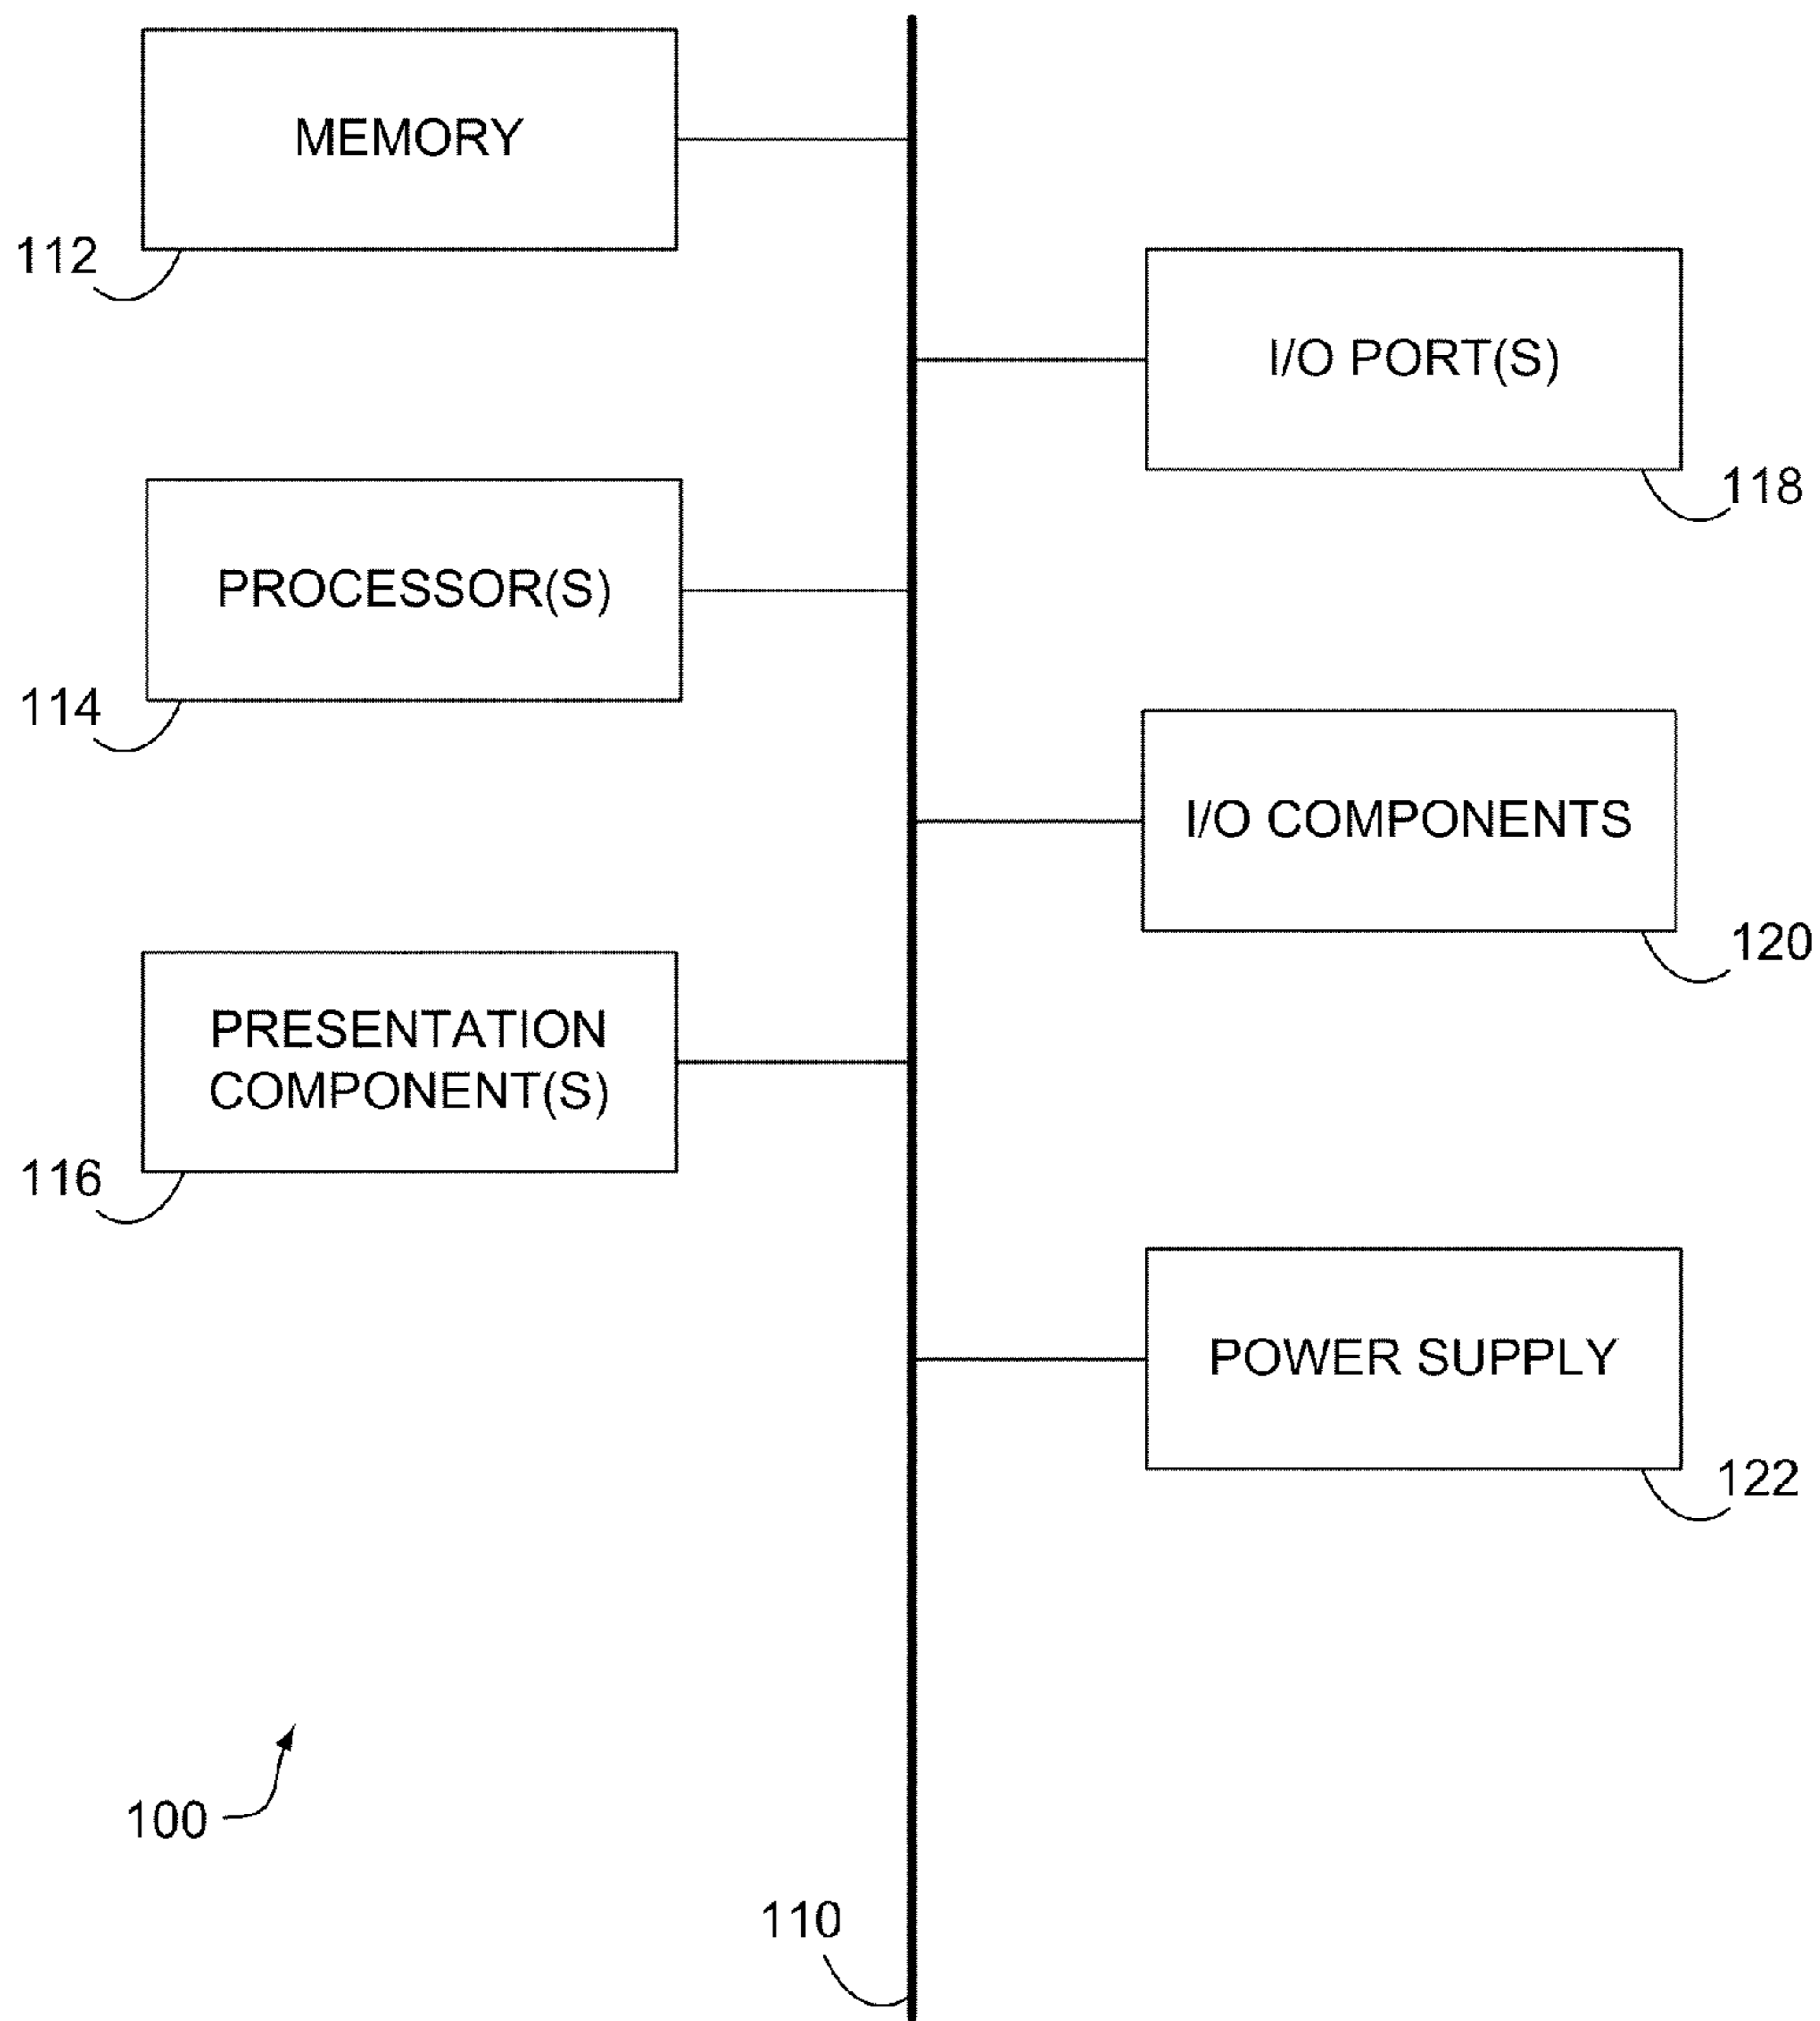 MEMORY
112
I/O PORT(S)
118
PROCESSOR(S)
114
I/O COMPONENTS
120
PRESENTATION
COMPONENT(S)
116
POWER SUPPLY
122
100
110